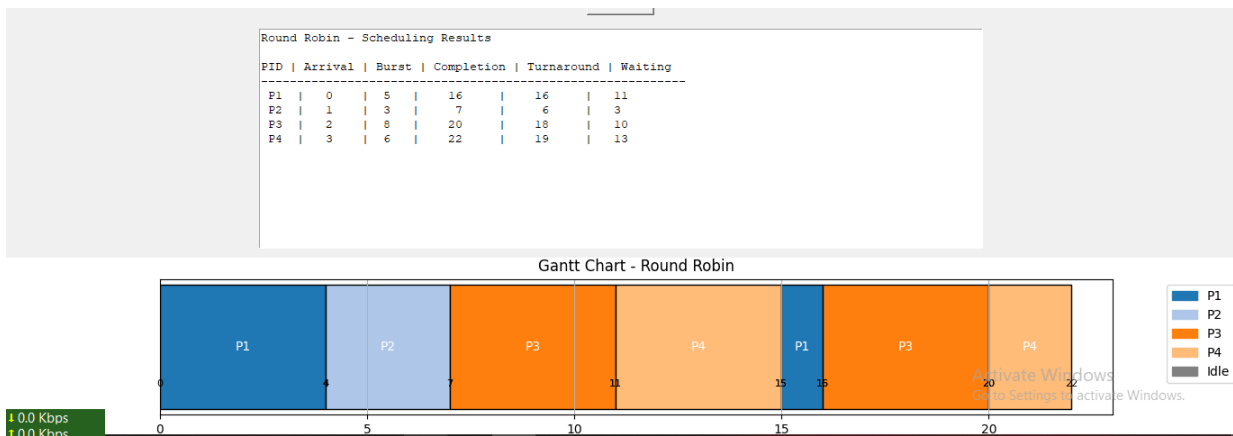 Round Robin - Scheduling Results
PID | Arrival | Burst | Completion | Turnaround | Waiting
--------------------------------------------------------------
P1 | 0 | 5 | 16 | 16 | 11
P2 | 1 | 3 | 7 | 6 | 3
P3 | 2 | 8 | 20 | 18 | 10
P4 | 3 | 6 | 22 | 19 | 13
Gantt Chart - Round Robin
P1 P2 P3 P4 P1 P3 P4
0 4 7 11 15 16 20 22
0 5 10 15 20
P1
P2
P3
P4
Idle
Activate Windows
Go to Settings to activate Windows.
↓ 0.0 Kbps
↑ 0.0 Kbps